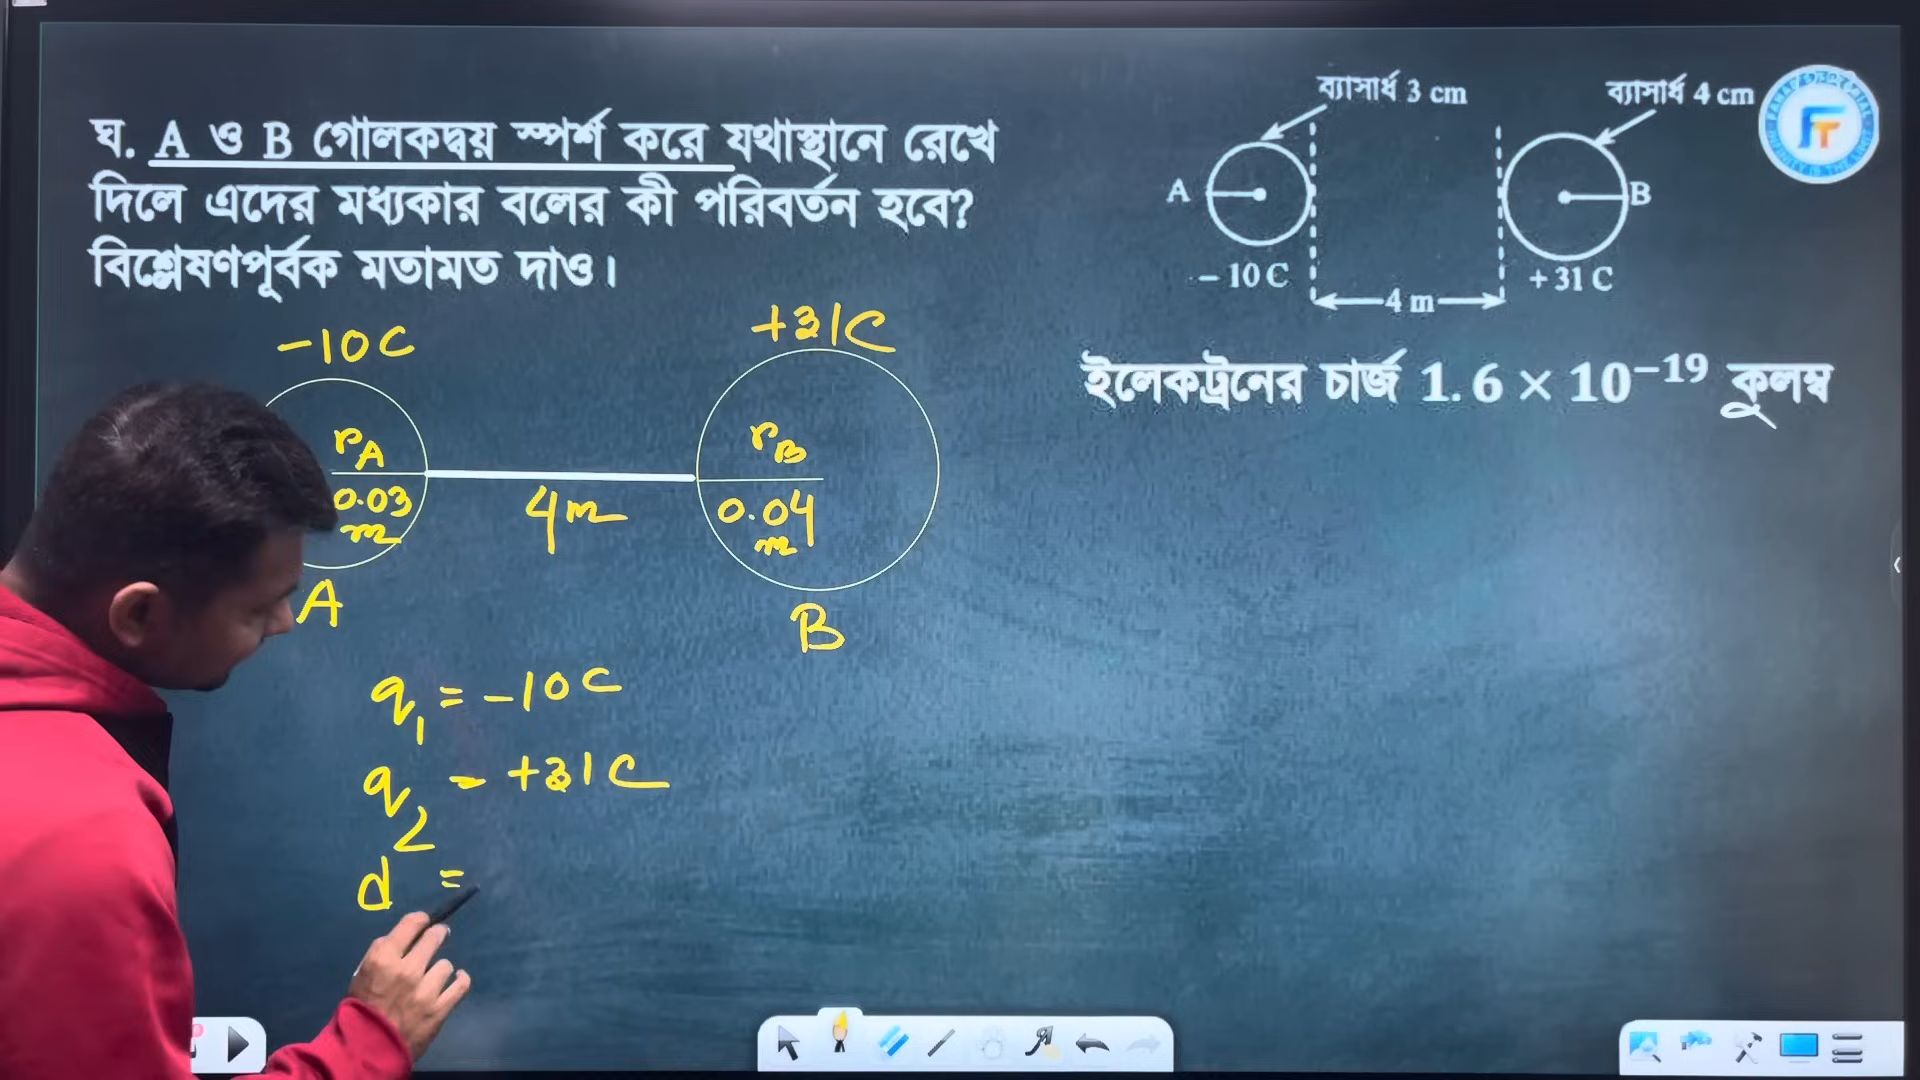 ঘ. A ও B গোলকদ্বয় স্পর্শ করে যথাস্থানে রেখে
দিলে এদের মধ্যকার বলের কী পরিবর্তন হবে?
বিশ্লেষণপূর্বক মতামত দাও।
ব্যাসার্ধ 3 cm
ব্যাসার্ধ 4 cm
A
B
– 10 C
+ 31 C
4 m
ইলেকট্রনের চার্জ 1.6 × 10⁻¹⁹ কুলম্ব
-10C
+31C
rA
0.03
m
4m
rB
0.04
m
A
B
q₁ = -10C
q₂ = +31C
d =
FT